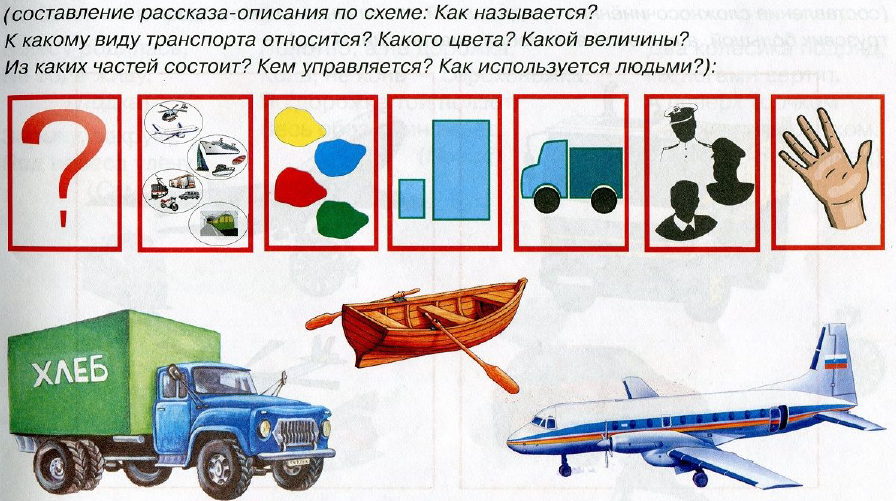 (составление рассказа-описания по схеме: Как называется?
К какому виду транспорта относится? Какого цвета? Какой величины?
Из каких частей состоит? Кем управляется? Как используется людьми?):
?
ХЛЕБ